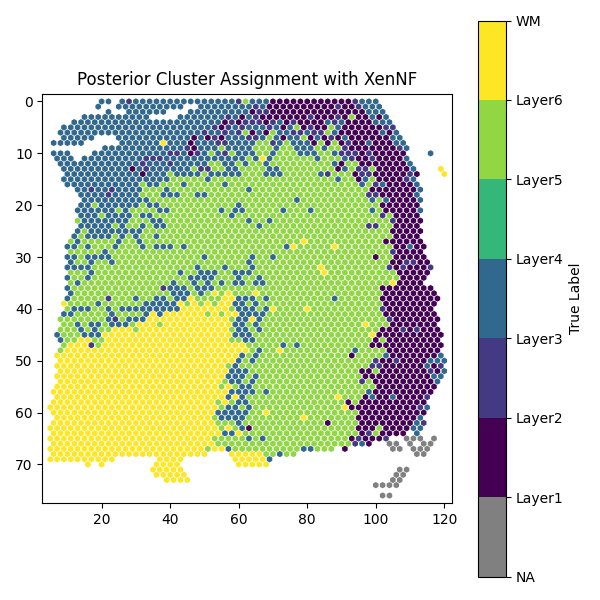 Posterior Cluster Assignment with XenNF
0
10
20
30
40
50
60
70
20
40
60
80
100
120
WM
Layer6
Layer5
Layer4
Layer3
Layer2
Layer1
NA
True Label